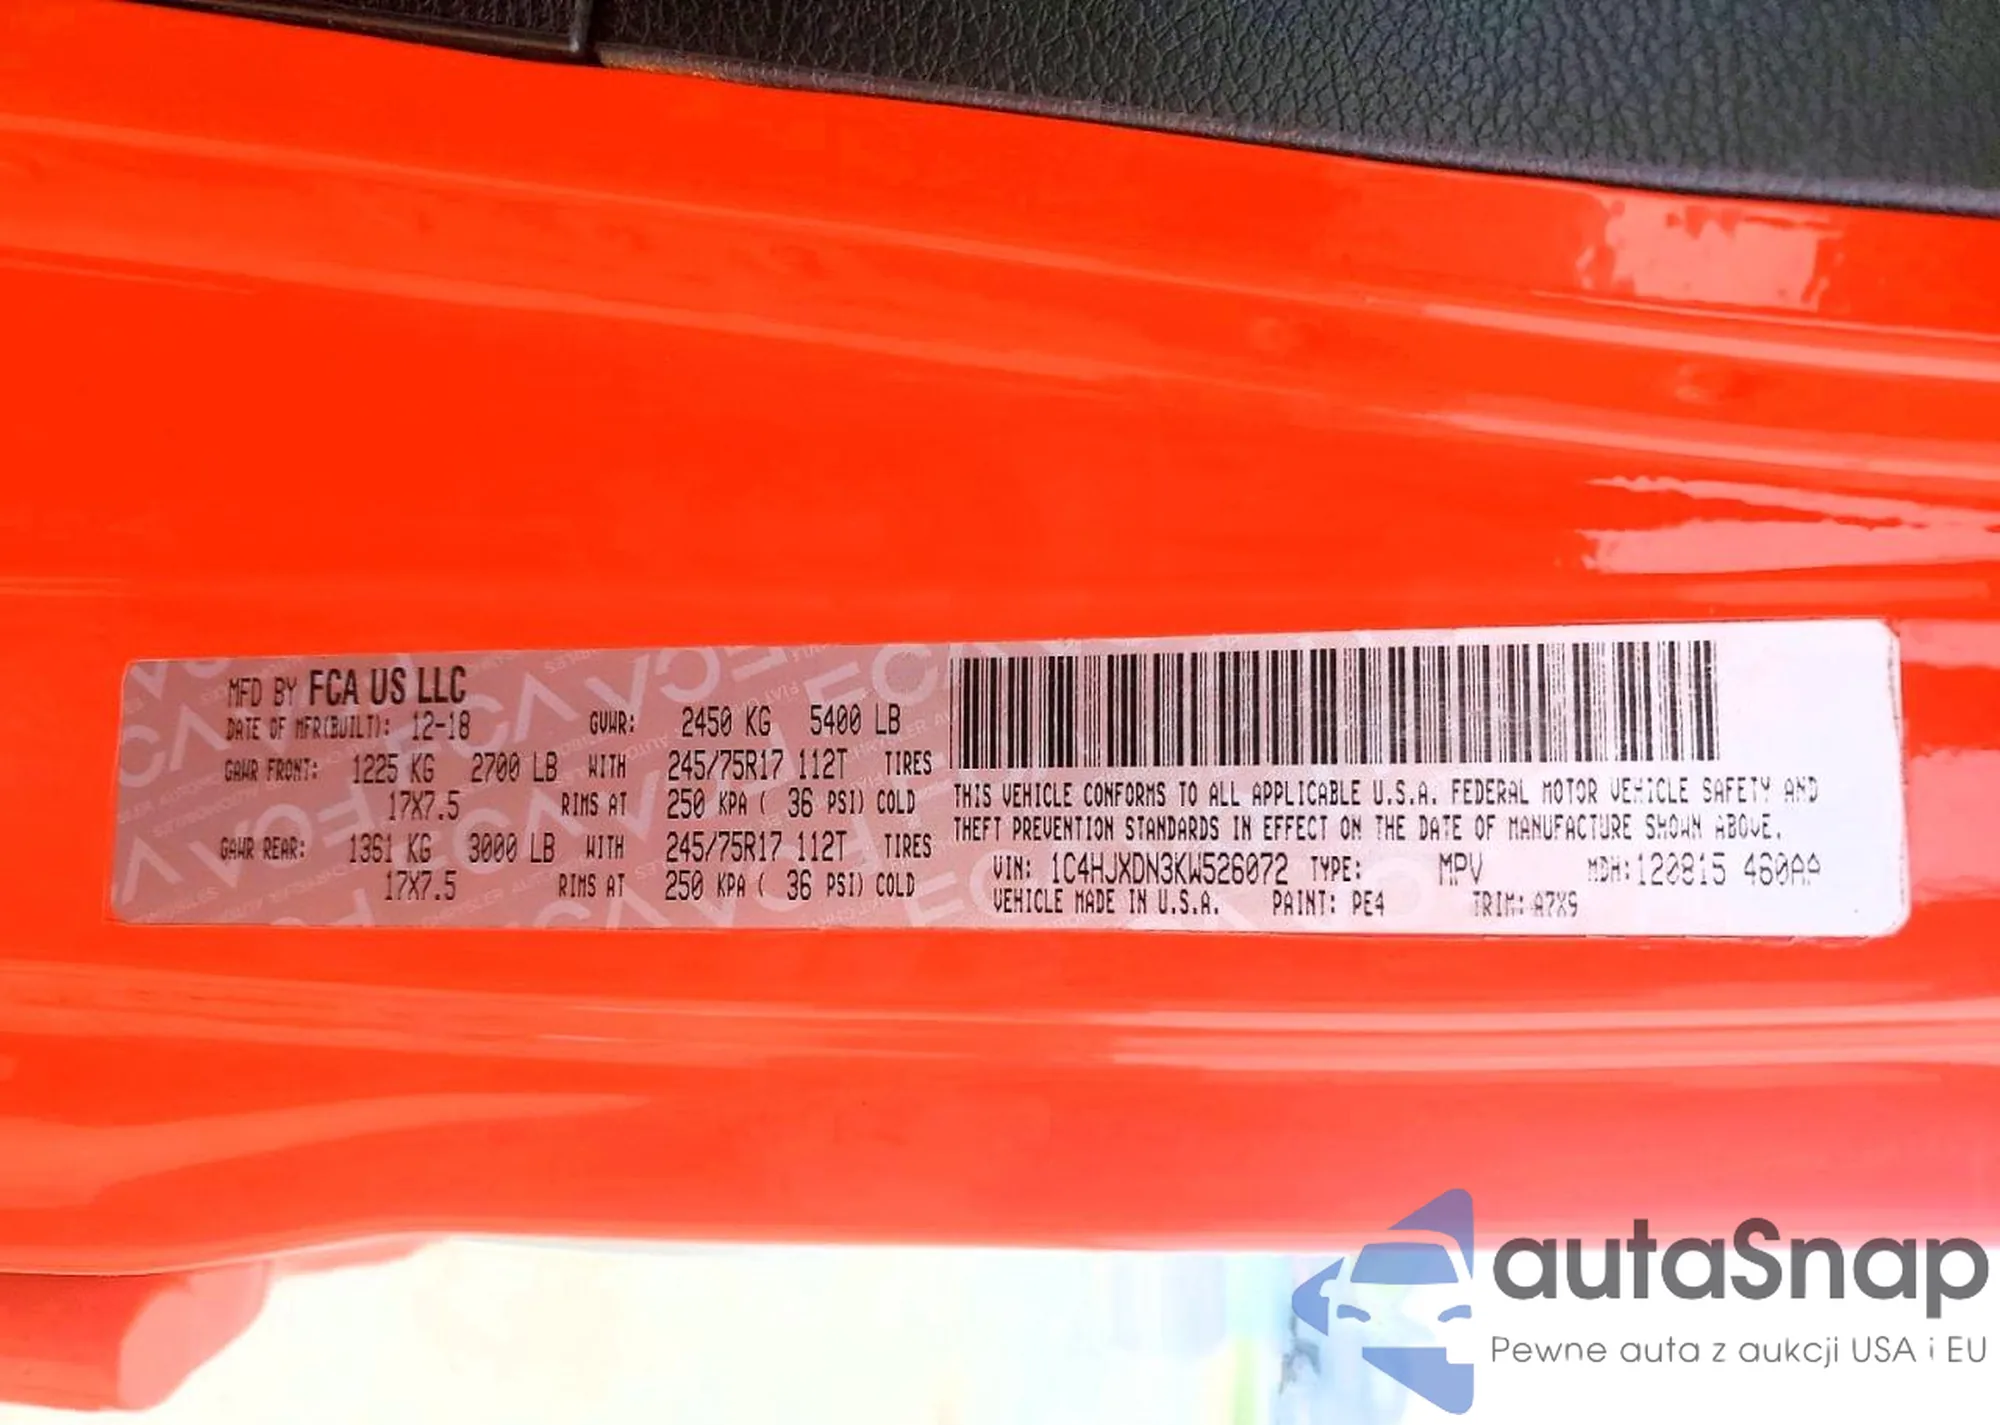 MFD BY FCA US LLC
DATE OF MFR(BUILT): 12-18 GVWR: 2450 KG 5400 LB
GAWR FRONT: 1225 KG 2700 LB WITH 245/75R17 112T TIRES
17X7.5 RIMS AT 250 KPA ( 36 PSI) COLD
GAWR REAR: 1361 KG 3000 LB WITH 245/75R17 112T TIRES
17X7.5 RIMS AT 250 KPA ( 36 PSI) COLD
THIS VEHICLE CONFORMS TO ALL APPLICABLE U.S.A. FEDERAL MOTOR VEHICLE SAFETY AND
THEFT PREVENTION STANDARDS IN EFFECT ON THE DATE OF MANUFACTURE SHOWN ABOVE.
VIN: 1C4HJXDN3KW526072 TYPE: MPV MDH:120815 460AA
VEHICLE MADE IN U.S.A. PAINT: PE4 TRIM: A7X9
autaSnap
Pewne auta z aukcji USA i EU